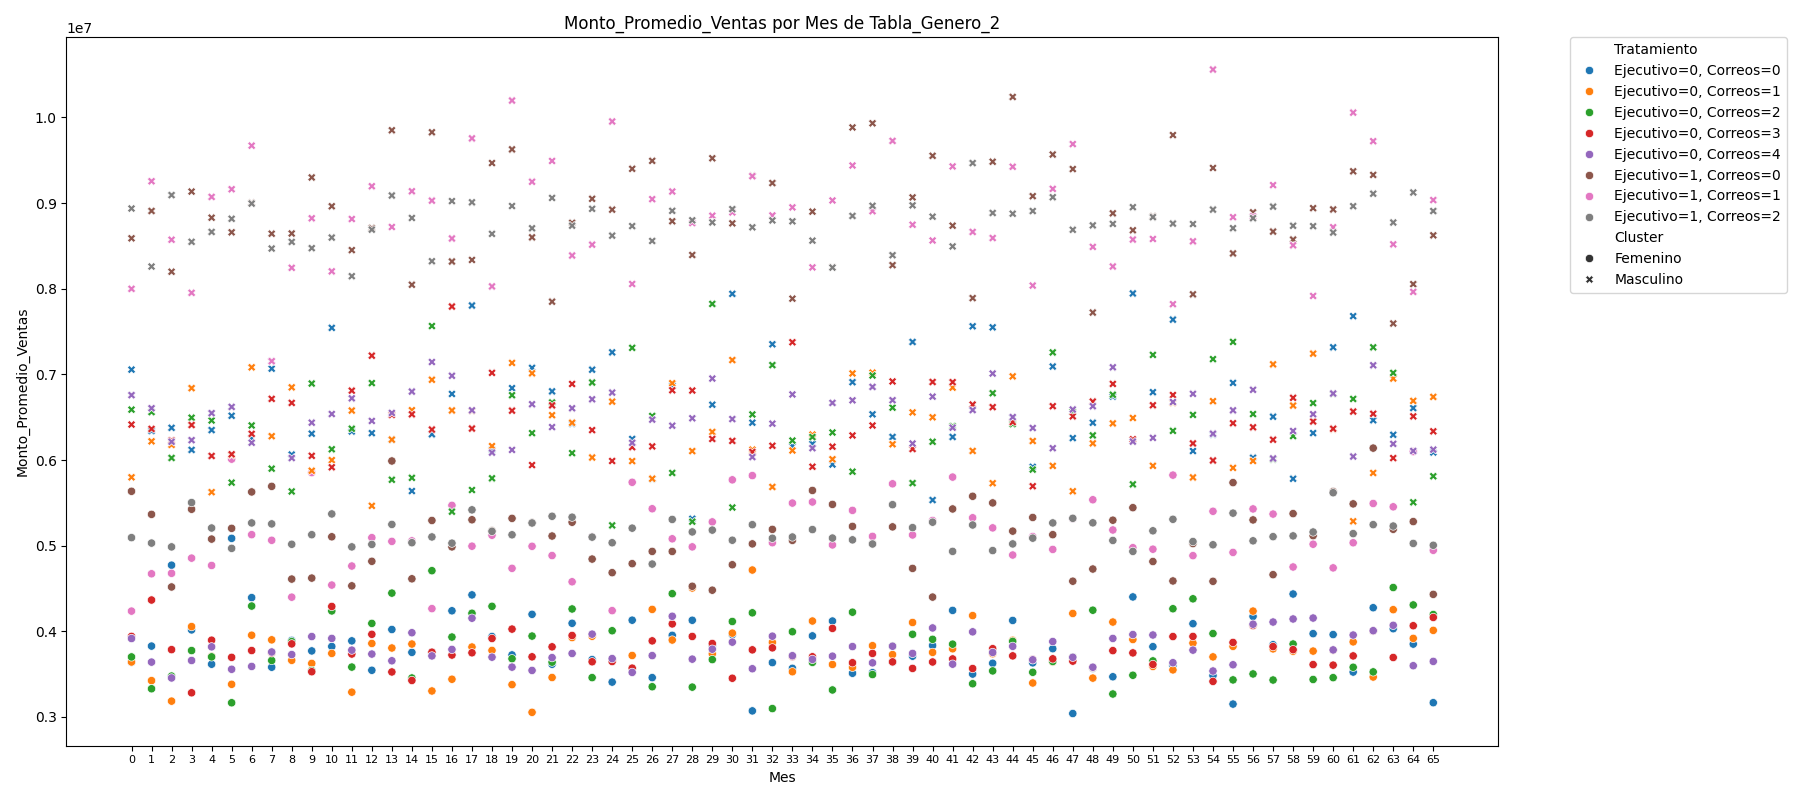 Monto_Promedio_Ventas por Mes de Tabla_Genero_2
1e7
Monto_Promedio_Ventas
1.0
0.9
0.8
0.7
0.6
0.5
0.4
0.3
0 1 2 3 4 5 6 7 8 9 10 11 12 13 14 15 16 17 18 19 20 21 22 23 24 25 26 27 28 29 30 31 32 33 34 35 36 37 38 39 40 41 42 43 44 45 46 47 48 49 50 51 52 53 54 55 56 57 58 59 60 61 62 63 64 65
Mes
Tratamiento
Ejecutivo=0, Correos=0
Ejecutivo=0, Correos=1
Ejecutivo=0, Correos=2
Ejecutivo=0, Correos=3
Ejecutivo=0, Correos=4
Ejecutivo=1, Correos=0
Ejecutivo=1, Correos=1
Ejecutivo=1, Correos=2
Cluster
Femenino
Masculino